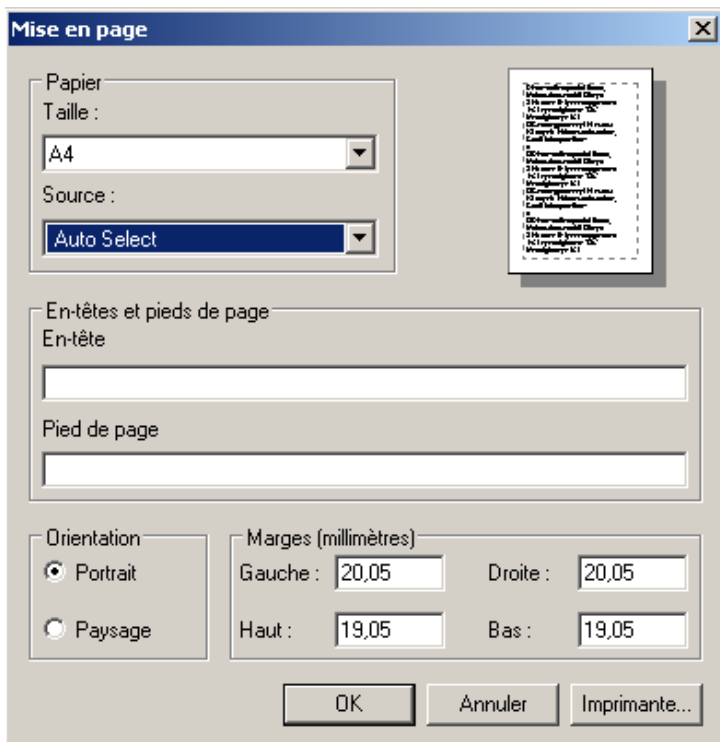 Mise en page
Papier
Taille :
A4
Source :
Auto Select
En-têtes et pieds de page
En-tête
Pied de page
Orientation
Portrait
Paysage
Marges (millimètres)
Gauche : 20,05 Droite : 20,05
Haut : 19,05 Bas : 19,05
OK Annuler Imprimante...